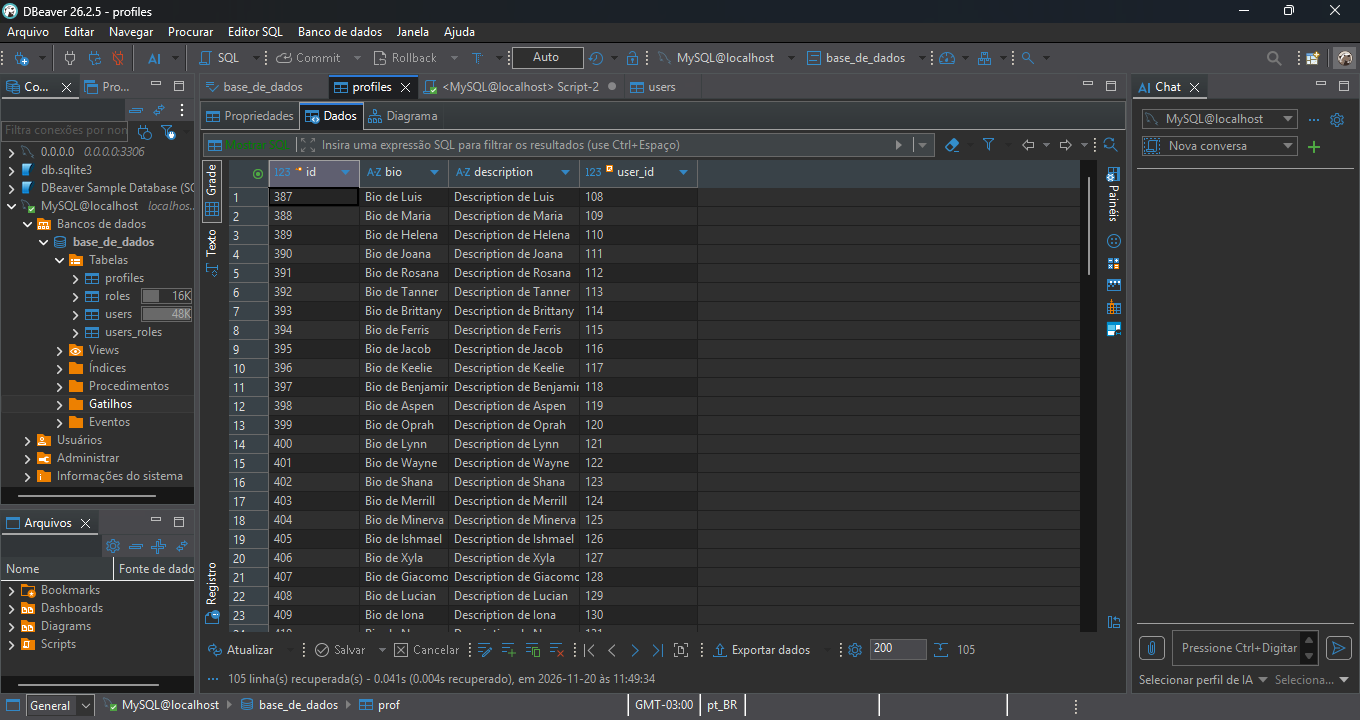 DBeaver 26.2.5 - profiles
Arquivo Editar Navegar Procurar Editor SQL Banco de dados Janela Ajuda
AI SQL Commit Rollback T Auto MySQL@localhost base_de_dados
Co... Pro... base_de_dados profiles <MySQL@localhost> Script-2 users AI Chat
Propriedades Dados Diagrama
Filtra conexões por nom
Mostrar SQL Insira uma expressão SQL para filtrar os resultados (use Ctrl+Espaço)
MySQL@localhost
Nova conversa
0.0.0.0 0.0.0.0:3306
db.sqlite3
DBeaver Sample Database (SQ
MySQL@localhost localhos...
Bancos de dados
base_de_dados
Tabelas
profiles
roles 16K
users 48K
users_roles
Views
Índices
Procedimentos
Gatilhos
Eventos
Usuários
Administrar
Informações do sistema
Arquivos
Nome Fonte de dado
Bookmarks
Dashboards
Diagrams
Scripts
Grade
Texto
Registro
123 id A-Z bio A-Z description 123 user_id
1 387 Bio de Luis Description de Luis 108
2 388 Bio de Maria Description de Maria 109
3 389 Bio de Helena Description de Helena 110
4 390 Bio de Joana Description de Joana 111
5 391 Bio de Rosana Description de Rosana 112
6 392 Bio de Tanner Description de Tanner 113
7 393 Bio de Brittany Description de Brittany 114
8 394 Bio de Ferris Description de Ferris 115
9 395 Bio de Jacob Description de Jacob 116
10 396 Bio de Keelie Description de Keelie 117
11 397 Bio de Benjamir Description de Benjamir 118
12 398 Bio de Aspen Description de Aspen 119
13 399 Bio de Oprah Description de Oprah 120
14 400 Bio de Lynn Description de Lynn 121
15 401 Bio de Wayne Description de Wayne 122
16 402 Bio de Shana Description de Shana 123
17 403 Bio de Merrill Description de Merrill 124
18 404 Bio de Minerva Description de Minerva 125
19 405 Bio de Ishmael Description de Ishmael 126
20 406 Bio de Xyla Description de Xyla 127
21 407 Bio de Giacomo Description de Giacomo 128
22 408 Bio de Lucian Description de Lucian 129
23 409 Bio de Iona Description de Iona 130
Painéis
Atualizar Salvar Cancelar Exportar dados 200 105
105 linha(s) recuperada(s) - 0.041s (0.004s recuperado), em 2026-11-20 às 11:49:34
Pressione Ctrl+Digitar
Selecionar perfil de IA Seleciona...
General MySQL@localhost base_de_dados prof GMT-03:00 pt_BR